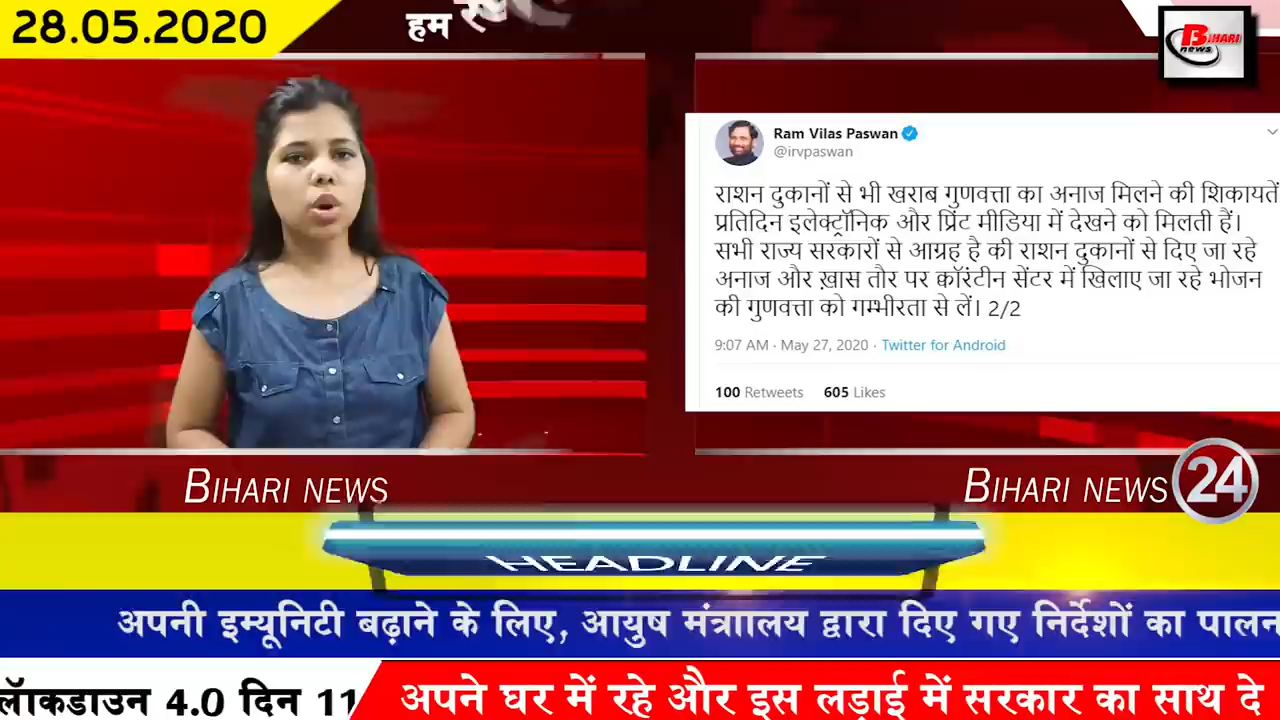 28.05.2020
हम
BIHARI news
Ram Vilas Paswan
@irvpaswan
राशन दुकानों से भी खराब गुणवत्ता का अनाज मिलने की शिकायतें
प्रतिदिन इलेक्ट्रॉनिक और प्रिंट मीडिया में देखने को मिलती हैं।
सभी राज्य सरकारों से आग्रह है की राशन दुकानों से दिए जा रहे
अनाज और ख़ास तौर पर क्वॉरंटीन सेंटर में खिलाए जा रहे भोजन
की गुणवत्ता को गम्भीरता से लें। 2/2
9:07 AM · May 27, 2020 · Twitter for Android
100 Retweets 605 Likes
BIHARI NEWS
BIHARI NEWS 24
HEADLINE
अपनी इम्यूनिटी बढ़ाने के लिए, आयुष मंत्राालय द्वारा दिए गए निर्देशों का पालन
लॅाकडाउन 4.0 दिन 11
अपने घर में रहे और इस लड़ाई में सरकार का साथ दे